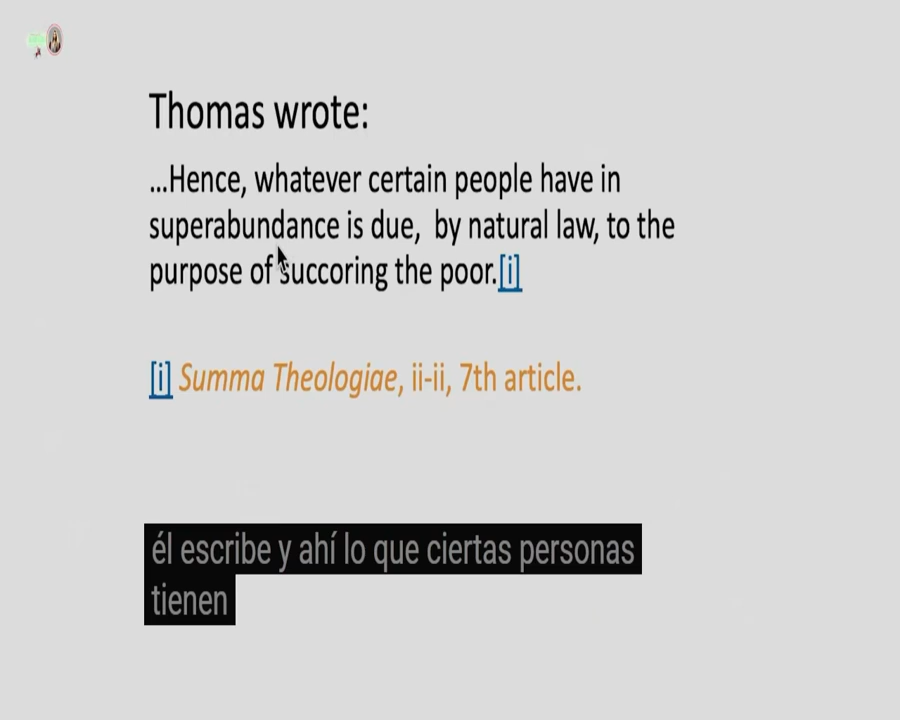 Thomas wrote:
...Hence, whatever certain people have in
superabundance is due, by natural law, to the
purpose of succoring the poor.[i]
[i] Summa Theologiae, ii-ii, 7th article.
él escribe y ahí lo que ciertas personas
tienen